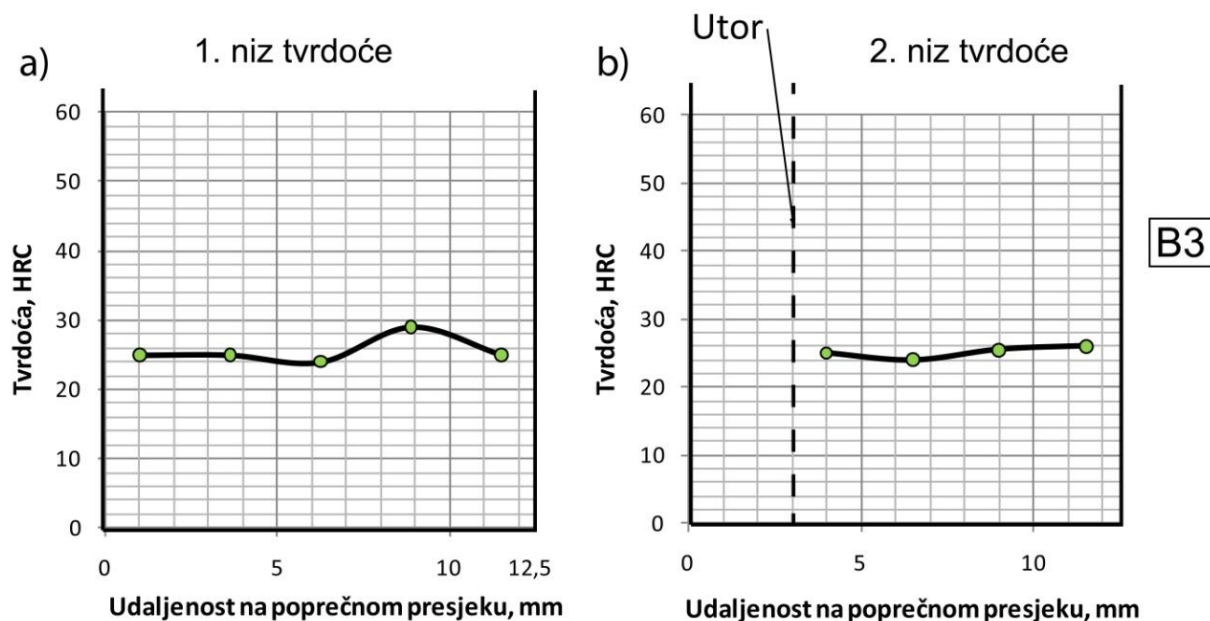 a)
1. niz tvrdoće
60
50
40
30
20
10
0
Tvrdoća, HRC
0
5
10
12,5
Udaljenost na poprečnom presjeku, mm
b)
Utor
2. niz tvrdoće
60
50
40
30
20
10
0
Tvrdoća, HRC
0
5
10
Udaljenost na poprečnom presjeku, mm
B3